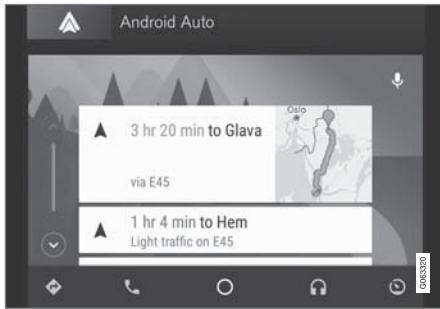 Android Auto
Oslo
3 hr 20 min to Glava
via E45
1 hr 4 min to Hem
Light traffic on E45
G063320